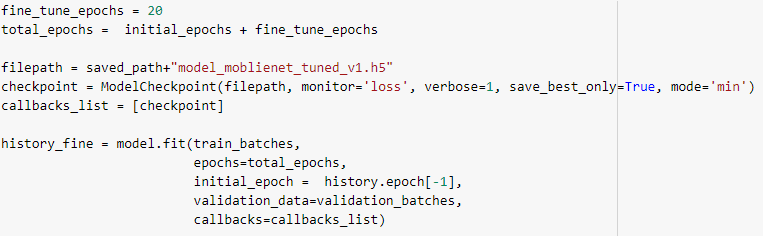 fine_tune_epochs = 20
total_epochs =  initial_epochs + fine_tune_epochs
filepath = saved_path+"model_moblienet_tuned_v1.h5"
checkpoint = ModelCheckpoint(filepath, monitor='loss', verbose=1, save_best_only=True, mode='min')
callbacks_list = [checkpoint]
history_fine = model.fit(train_batches,
                         epochs=total_epochs,
                         initial_epoch =  history.epoch[-1],
                         validation_data=validation_batches,
                         callbacks=callbacks_list)